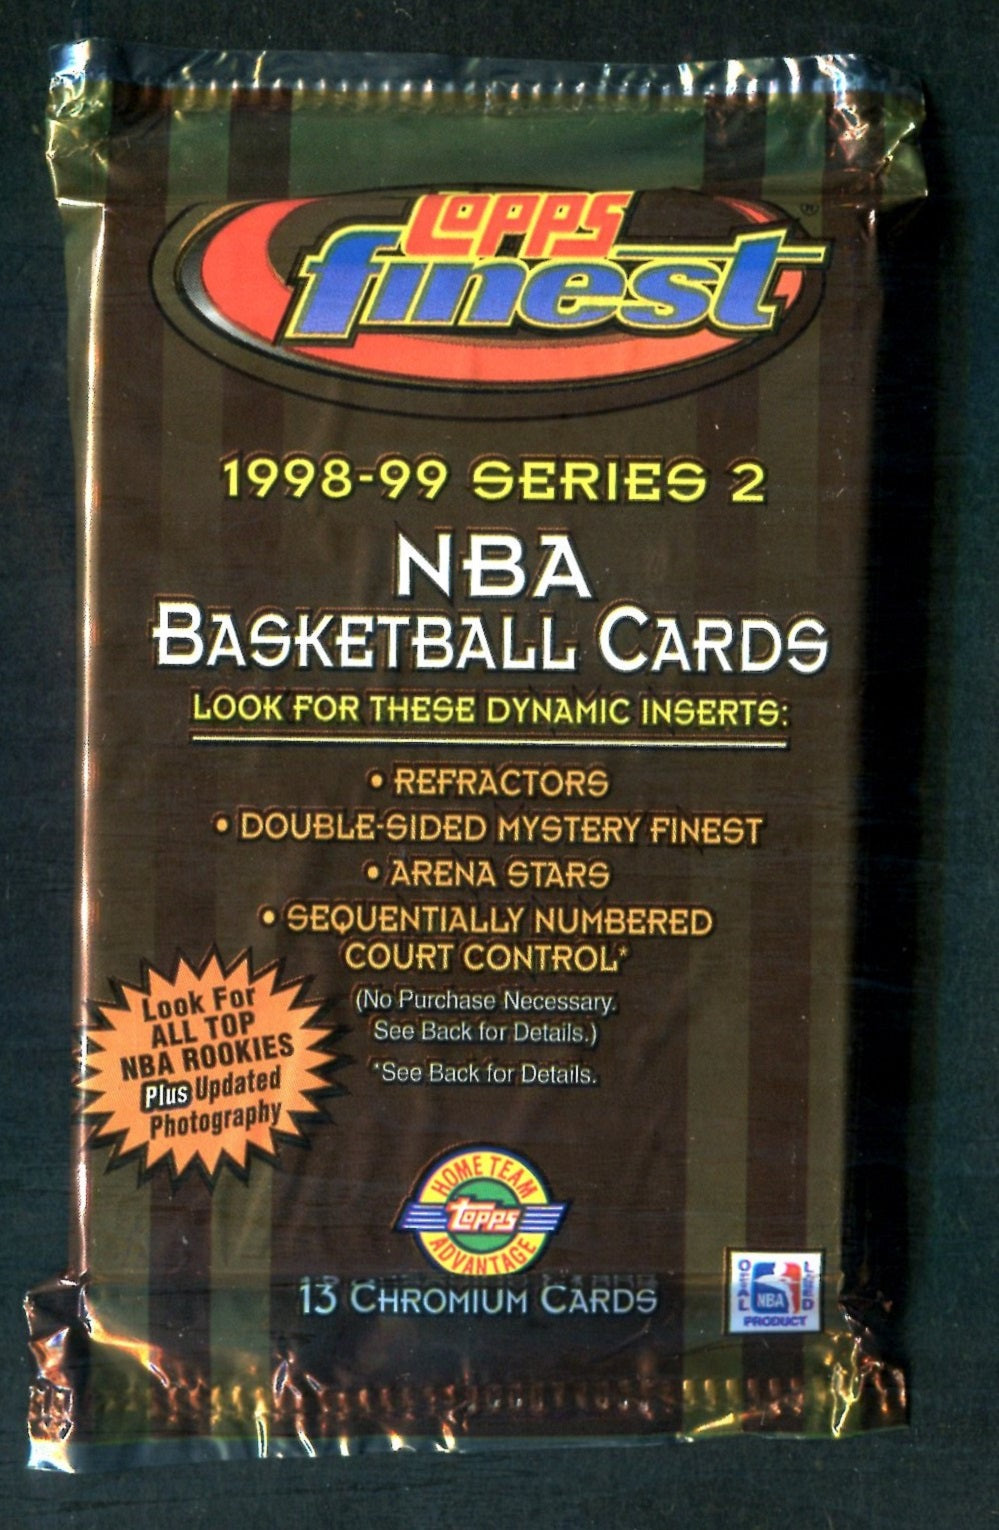 Topps ®
finest
1998-99 SERIES 2
NBA
BASKETBALL CARDS
LOOK FOR THESE DYNAMIC INSERTS:
• REFRACTORS
• DOUBLE-SIDED MYSTERY FINEST
• ARENA STARS
• SEQUENTIALLY NUMBERED
COURT CONTROL*
(No Purchase Necessary.
See Back for Details.)
*See Back for Details.
Look For
ALL TOP
NBA ROOKIES
Plus Updated
Photography
HOME TEAM
Topps
ADVANTAGE
13 CHROMIUM CARDS
NBA
PRODUCT